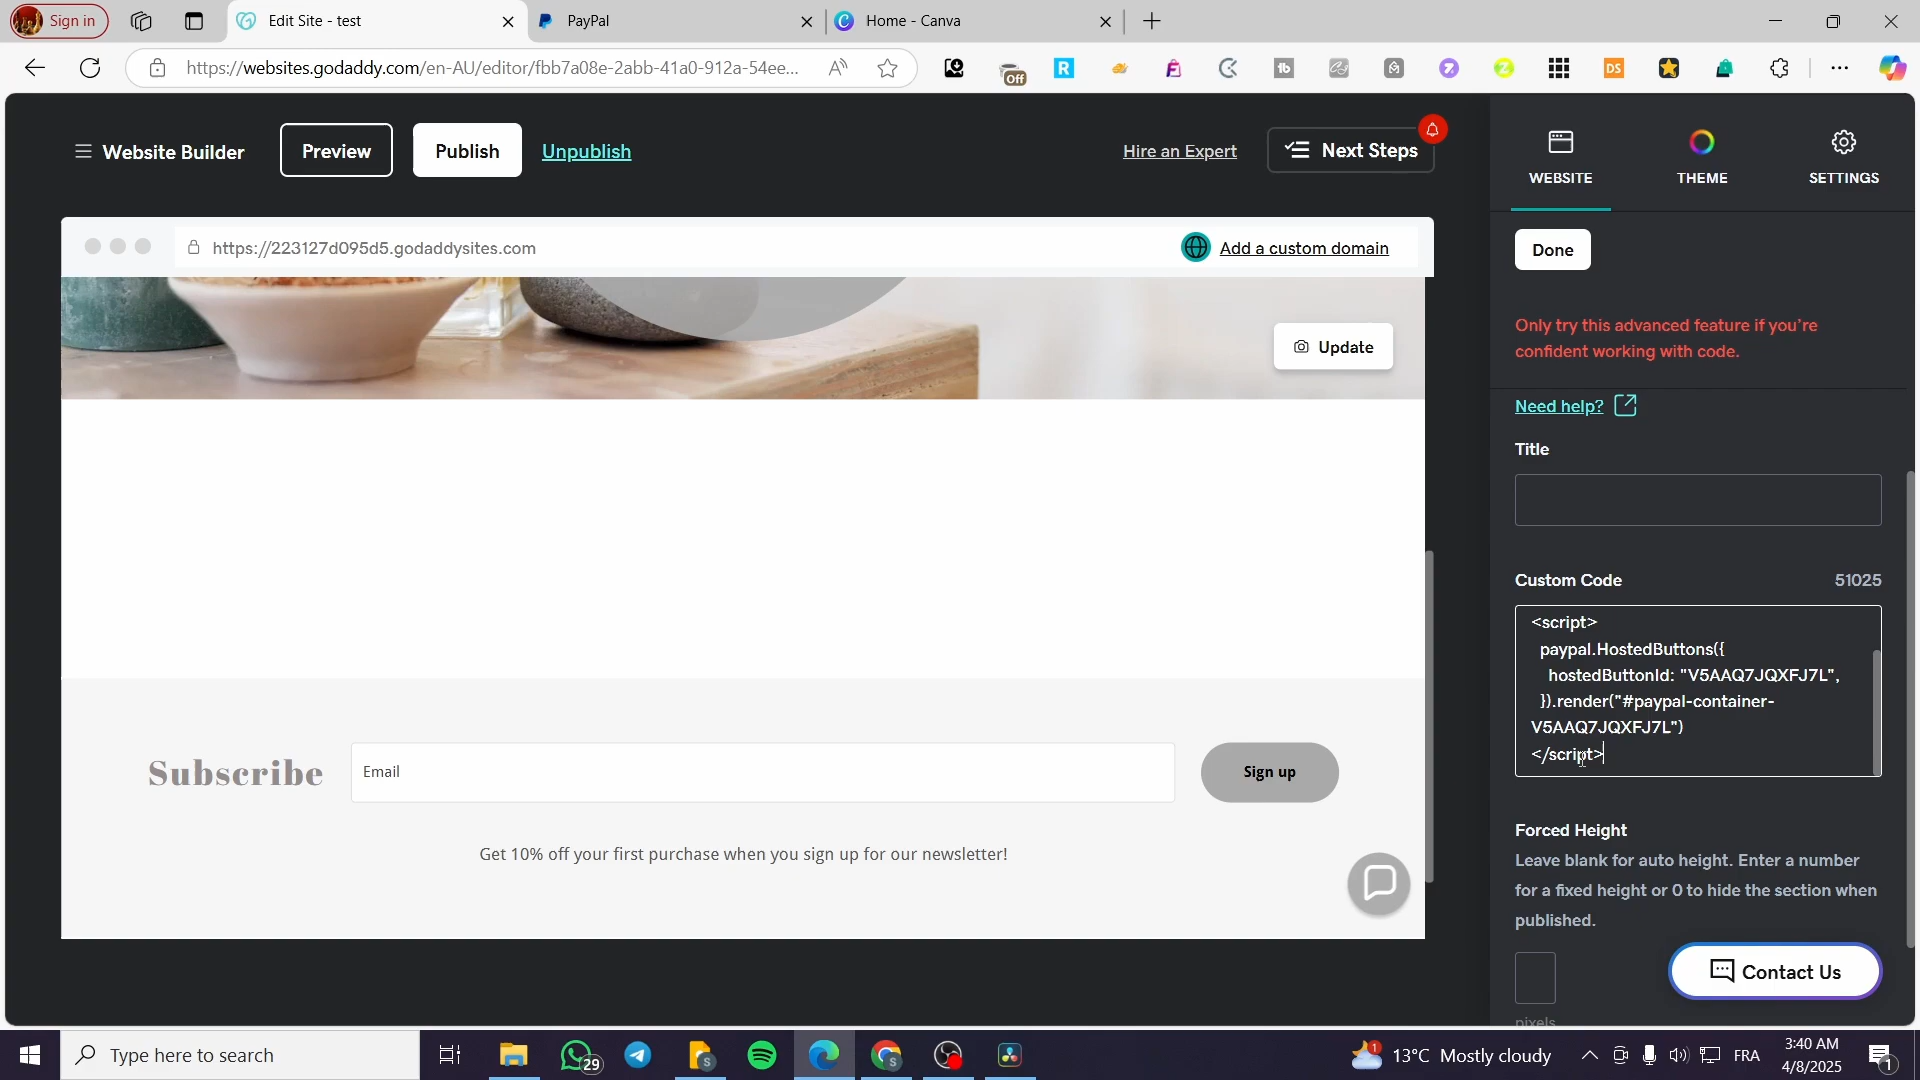 Sign in
Edit Site - test
PayPal
Home - Canva
https://websites.godaddy.com/en-AU/editor/fbb7a08e-2abb-41a0-912a-54ee...
Off
Website Builder
Preview
Publish
Unpublish
Hire an Expert
Next Steps
WEBSITE
THEME
SETTINGS
https://223127d095d5.godaddysites.com
Add a custom domain
Update
Subscribe
Email
Sign up
Get 10% off your first purchase when you sign up for our newsletter!
Done
Only try this advanced feature if you're
confident working with code.
Need help?
Title
Custom Code
51025
<script>
paypal.HostedButtons({
hostedButtonId: "V5AAQ7JQXFJ7L",
}).render("#paypal-container-
V5AAQ7JQXFJ7L")
</script>
Forced Height
Leave blank for auto height. Enter a number
for a fixed height or 0 to hide the section when
published.
pixels
Contact Us
Type here to search
29
1
13°C Mostly cloudy
FRA
3:40 AM
4/8/2025
1